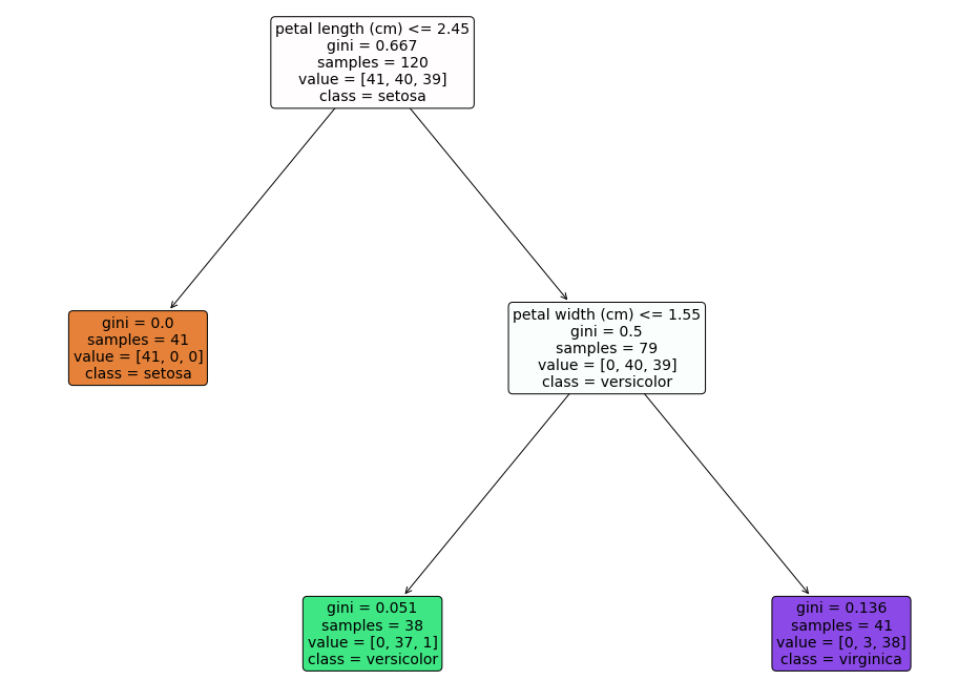 petal length (cm) <= 2.45
gini = 0.667
samples = 120
value = [41, 40, 39]
class = setosa
gini = 0.0
samples = 41
value = [41, 0, 0]
class = setosa
petal width (cm) <= 1.55
gini = 0.5
samples = 79
value = [0, 40, 39]
class = versicolor
gini = 0.051
samples = 38
value = [0, 37, 1]
class = versicolor
gini = 0.136
samples = 41
value = [0, 3, 38]
class = virginica